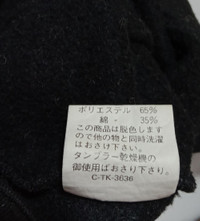 ポリエステル 65%
綿・ 35%
この商品は脱色します
ので他の物と同時洗濯
はおさけ下さい。
タンブラー乾燥機の
御使用はおさけ下さい。
C-TK-3636